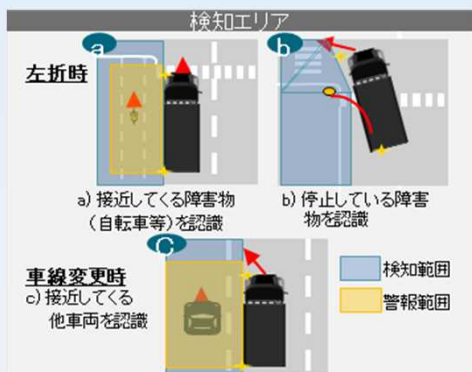 検知エリア
左折時
a
b
a) 接近してくる障害物
(自転車等)を認識
b) 停止している障害
物を認識
C
車線変更時
c) 接近してくる
他車両を認識
検知範囲
警報範囲